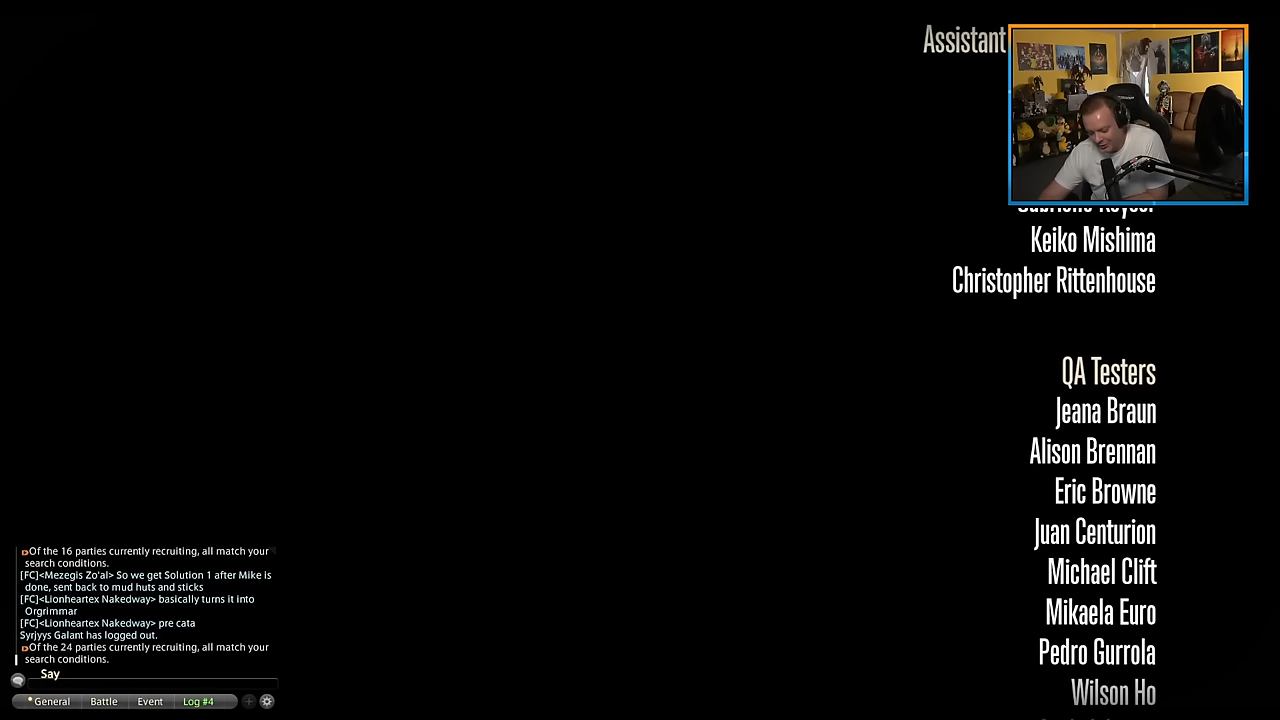 Assistant
Keiko Mishima
Christopher Rittenhouse
QA Testers
Jeana Braun
Alison Brennan
Eric Browne
Juan Centurion
Michael Clift
Mikaela Euro
Pedro Gurrola
Wilson Ho
Of the 16 parties currently recruiting, all match your
search conditions.
[FC]<Mezegis Zo'al> So we get Solution 1 after Mike is
done, sent back to mud huts and sticks
[FC]<Lionheartex Nakedway> basically turns it into
Orgrimmar
[FC]<Lionheartex Nakedway> pre cata
Syrjyys Galant has logged out.
Of the 24 parties currently recruiting, all match your
search conditions.
Say
General Battle Event Log #4